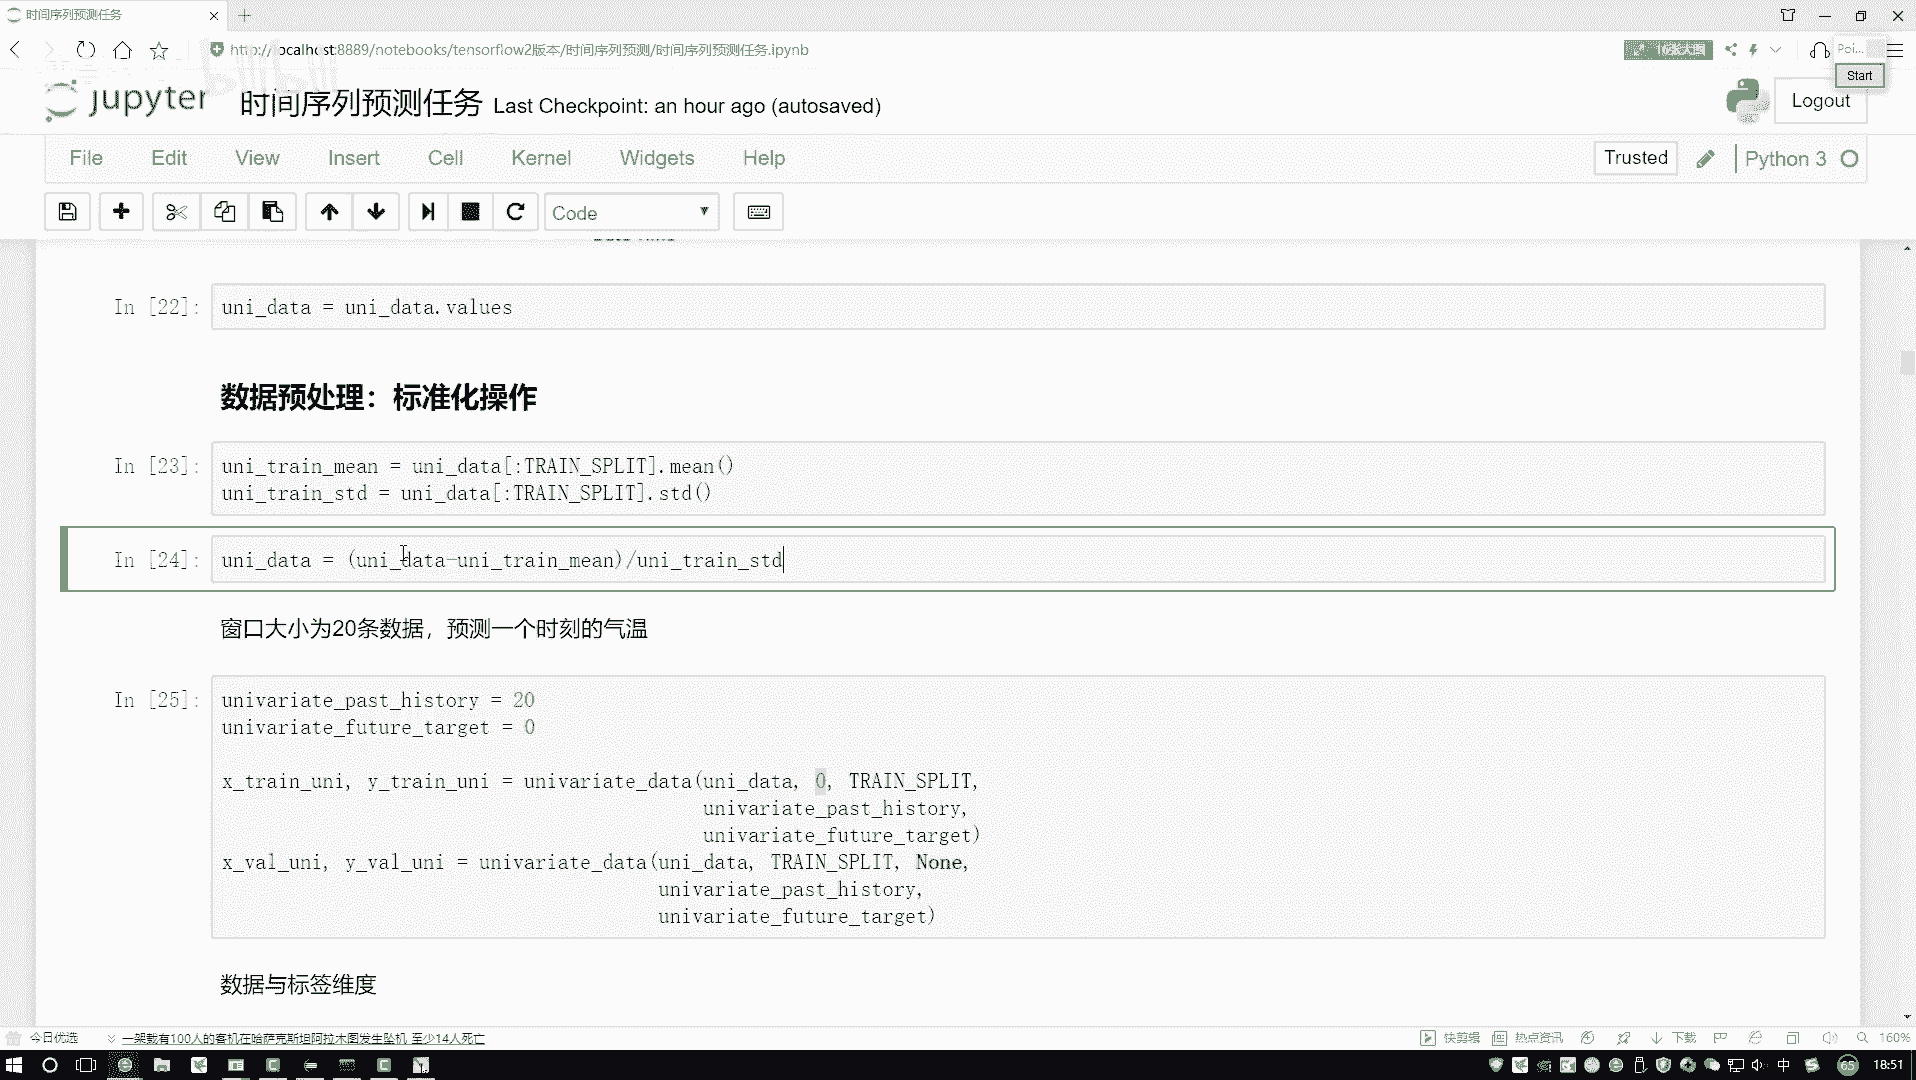 时间序列预测任务
http://localhost:8889/notebooks/tensorflow2版本/时间序列预测/时间序列预测任务.ipynb
16张大图
Poi...
Start
jupyter 时间序列预测任务 Last Checkpoint: an hour ago (autosaved)
Logout
File Edit View Insert Cell Kernel Widgets Help
Trusted
Python 3
Code
In [22]: uni_data = uni_data.values
数据预处理：标准化操作
In [23]: uni_train_mean = uni_data[:TRAIN_SPLIT].mean()
uni_train_std = uni_data[:TRAIN_SPLIT].std()
In [24]: uni_data = (uni_data-uni_train_mean)/uni_train_std
窗口大小为20条数据，预测一个时刻的气温
In [25]: univariate_past_history = 20
univariate_future_target = 0
x_train_uni, y_train_uni = univariate_data(uni_data, 0, TRAIN_SPLIT,
univariate_past_history,
univariate_future_target)
x_val_uni, y_val_uni = univariate_data(uni_data, TRAIN_SPLIT, None,
univariate_past_history,
univariate_future_target)
数据与标签维度
今日优选
一架载有100人的客机在哈萨克斯坦阿拉木图发生坠机 至少14人死亡
快剪辑
热点资讯
下载
160%
中
65
18:51